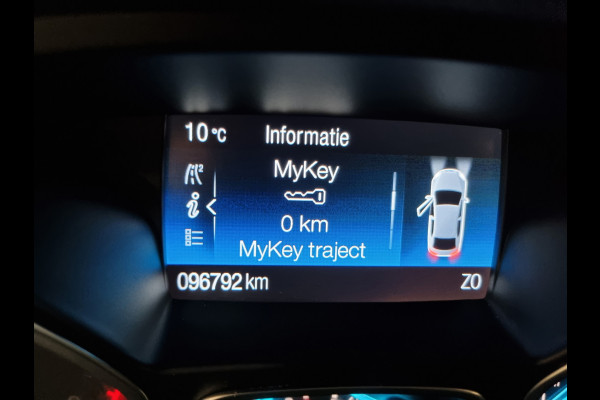 10°C Informatie
MyKey
0 km
MyKey traject
096792 km ZO